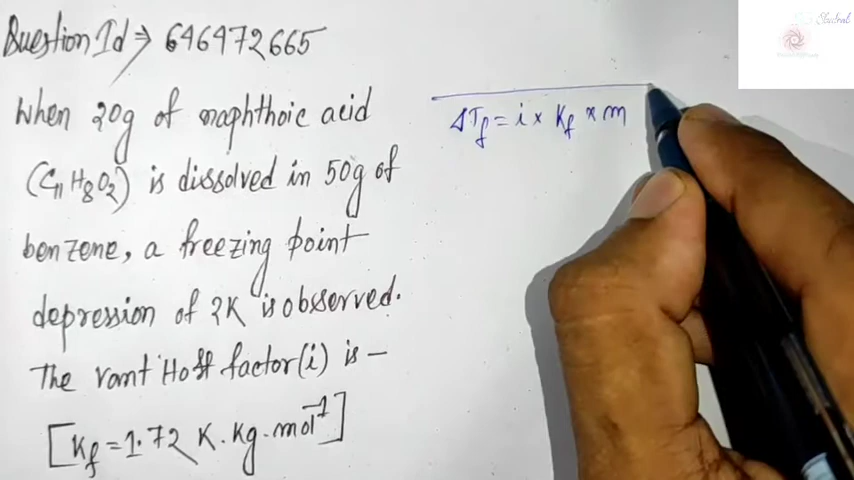 Question Id ⇒ 646472665
When 20g of naphthoic acid
(C11H8O2) is dissolved in 50g of
benzene, a freezing point
depression of 2K is obsserved.
The vant 'Hoff factor (i) is —
[Kf = 1.72 K.kg.mol⁻¹]
ΔTf = i × Kf × m